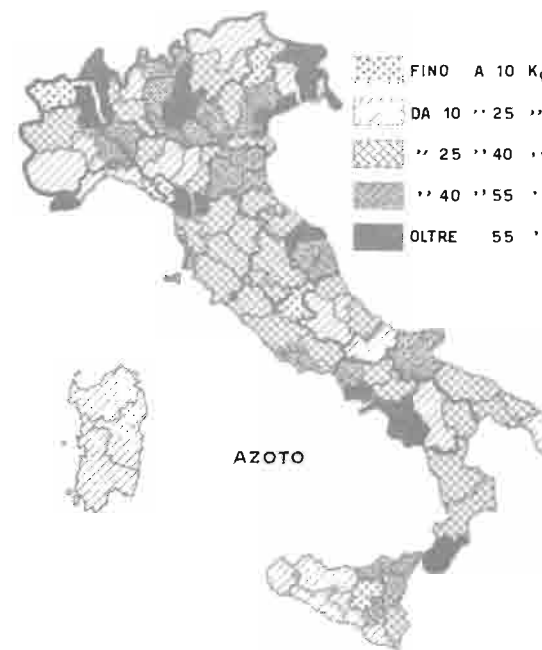 FINO A 10 K
DA 10 " 25 "
" 25 " 40 "
" 40 " 55 "
OLTRE 55 "
AZOTO